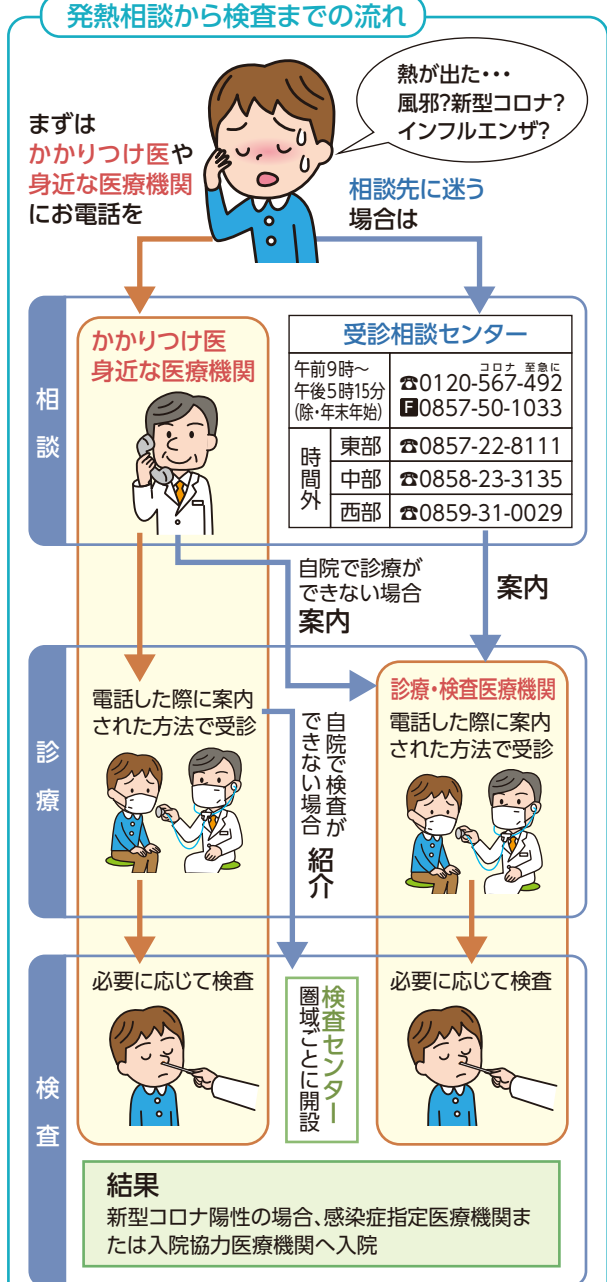 発熱相談から検査までの流れ
熱が出た・・・
風邪?新型コロナ?
インフルエンザ?
まずは
かかりつけ医や
身近な医療機関
にお電話を
相談先に迷う
場合は
相談
かかりつけ医
身近な医療機関
受診相談センター
午前9時～
午後5時15分
(除・年末年始)
コロナ 至急に
☎0120-567-492
🅵0857-50-1033
時間外
東部 ☎0857-22-8111
中部 ☎0858-23-3135
西部 ☎0859-31-0029
自院で診療が
できない場合
案内
案内
診療
電話した際に案内
された方法で受診
自院で検査が
できない場合
紹介
診療・検査医療機関
電話した際に案内
された方法で受診
検査
必要に応じて検査
検査センター
圏域ごとに開設
必要に応じて検査
結果
新型コロナ陽性の場合、感染症指定医療機関ま
たは入院協力医療機関へ入院